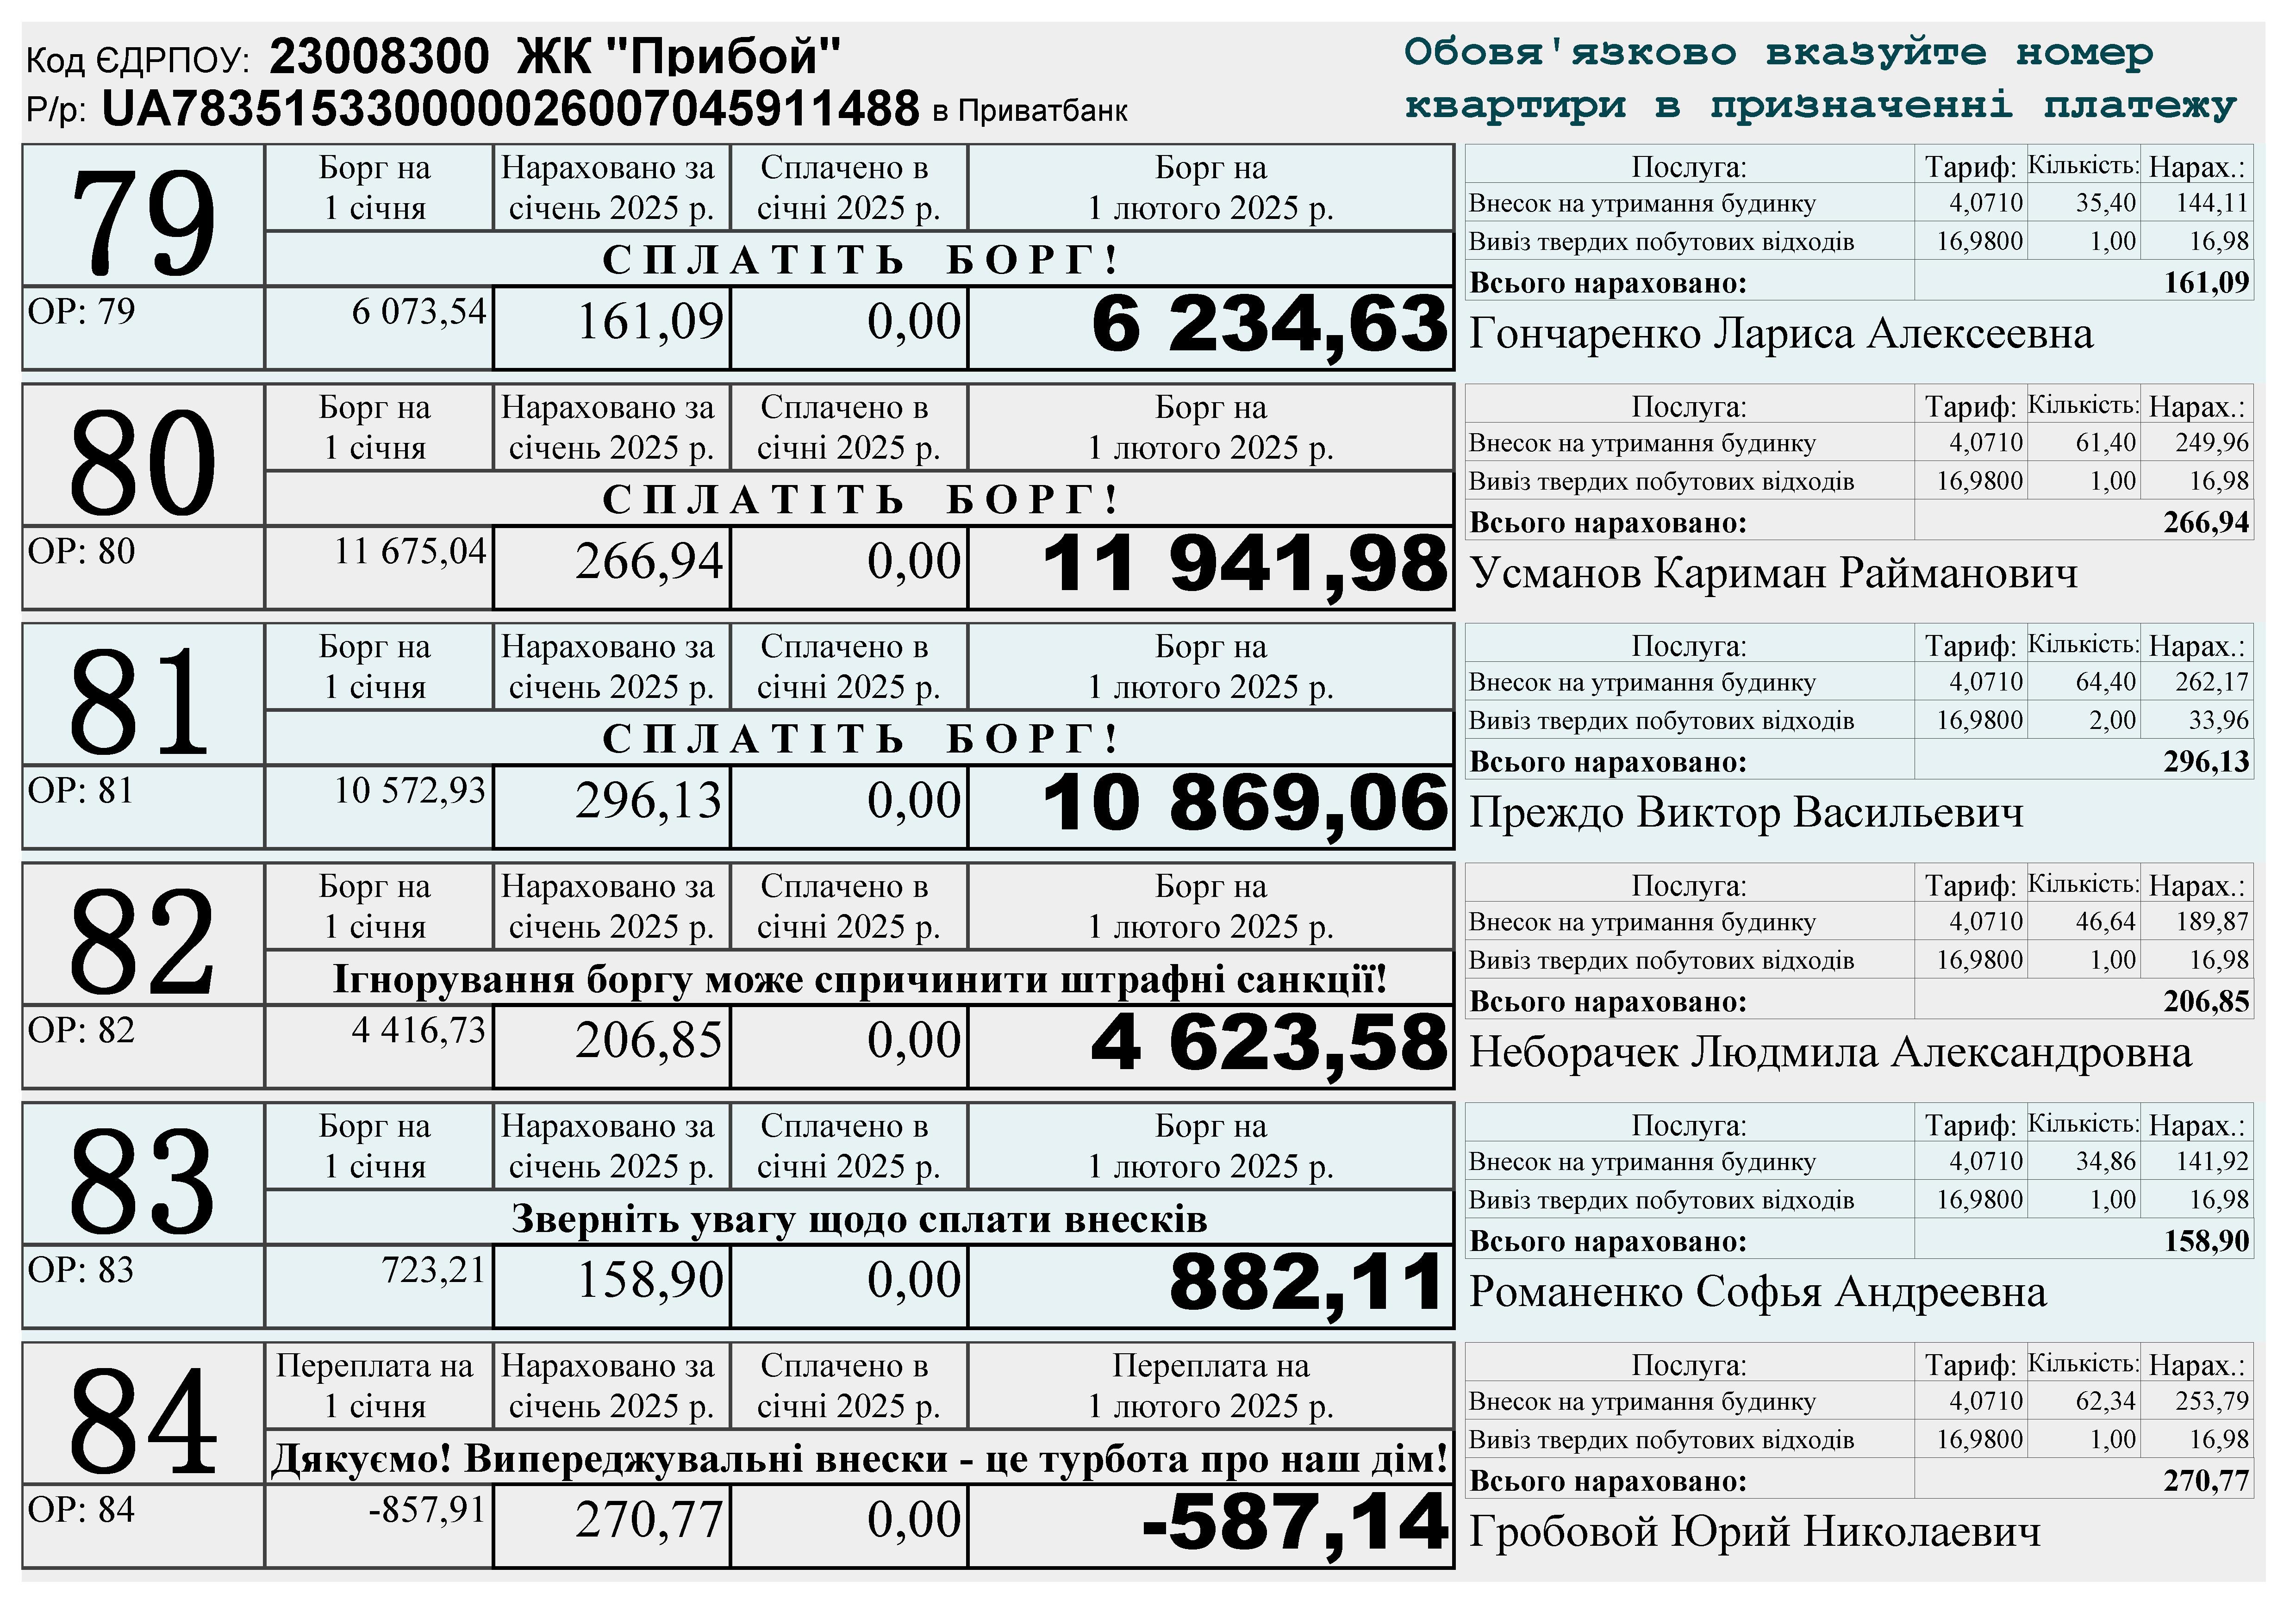 Код ЄДРПОУ: 23008300 ЖК "Прибой"
Р/р: UA783515330000026007045911488 в Приватбанк
Обовя'язково вказуйте номер
квартири в призначенні платежу
79
Борг на
1 січня
Нараховано за
січень 2025 р.
Сплачено в
січні 2025 р.
Борг на
1 лютого 2025 р.
СПЛАТІТЬ БОРГ!
ОР: 79 6 073,54 161,09 0,00 6 234,63
Послуга: Тариф: Кількість: Нарах.:
Внесок на утримання будинку 4,0710 35,40 144,11
Вивіз твердих побутових відходів 16,9800 1,00 16,98
Всього нараховано: 161,09
Гончаренко Лариса Алексеевна
80
Борг на
1 січня
Нараховано за
січень 2025 р.
Сплачено в
січні 2025 р.
Борг на
1 лютого 2025 р.
СПЛАТІТЬ БОРГ!
ОР: 80 11 675,04 266,94 0,00 11 941,98
Послуга: Тариф: Кількість: Нарах.:
Внесок на утримання будинку 4,0710 61,40 249,96
Вивіз твердих побутових відходів 16,9800 1,00 16,98
Всього нараховано: 266,94
Усманов Кариман Райманович
81
Борг на
1 січня
Нараховано за
січень 2025 р.
Сплачено в
січні 2025 р.
Борг на
1 лютого 2025 р.
СПЛАТІТЬ БОРГ!
ОР: 81 10 572,93 296,13 0,00 10 869,06
Послуга: Тариф: Кількість: Нарах.:
Внесок на утримання будинку 4,0710 64,40 262,17
Вивіз твердих побутових відходів 16,9800 2,00 33,96
Всього нараховано: 296,13
Преждо Виктор Васильевич
82
Борг на
1 січня
Нараховано за
січень 2025 р.
Сплачено в
січні 2025 р.
Борг на
1 лютого 2025 р.
Ігнорування боргу може спричинити штрафні санкції!
ОР: 82 4 416,73 206,85 0,00 4 623,58
Послуга: Тариф: Кількість: Нарах.:
Внесок на утримання будинку 4,0710 46,64 189,87
Вивіз твердих побутових відходів 16,9800 1,00 16,98
Всього нараховано: 206,85
Неборачек Людмила Александровна
83
Борг на
1 січня
Нараховано за
січень 2025 р.
Сплачено в
січні 2025 р.
Борг на
1 лютого 2025 р.
Зверніть увагу щодо сплати внесків
ОР: 83 723,21 158,90 0,00 882,11
Послуга: Тариф: Кількість: Нарах.:
Внесок на утримання будинку 4,0710 34,86 141,92
Вивіз твердих побутових відходів 16,9800 1,00 16,98
Всього нараховано: 158,90
Романенко Софья Андреевна
84
Переплата на
1 січня
Нараховано за
січень 2025 р.
Сплачено в
січні 2025 р.
Переплата на
1 лютого 2025 р.
Дякуємо! Випереджувальні внески - це турбота про наш дім!
ОР: 84 -857,91 270,77 0,00 -587,14
Послуга: Тариф: Кількість: Нарах.:
Внесок на утримання будинку 4,0710 62,34 253,79
Вивіз твердих побутових відходів 16,9800 1,00 16,98
Всього нараховано: 270,77
Гробовой Юрий Николаевич